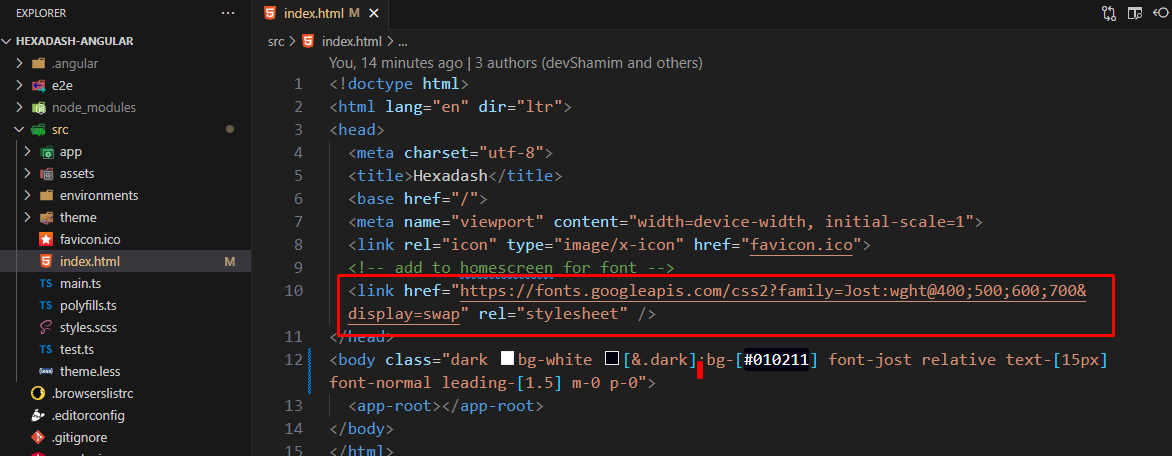 EXPLORER
index.html M
HEXADASH-ANGULAR
src > index.html > ...
.angular
You, 14 minutes ago | 3 authors (devShamim and others)
e2e
1 <!doctype html>
node_modules
2 <html lang="en" dir="ltr">
src
3 <head>
app
4 <meta charset="utf-8">
assets
5 <title>Hexadash</title>
environments
6 <base href="/">
theme
7 <meta name="viewport" content="width=device-width, initial-scale=1">
favicon.ico
8 <link rel="icon" type="image/x-icon" href="favicon.ico">
index.html M
9 <!-- add to homescreen for font -->
TS main.ts
10 <link href="https://fonts.googleapis.com/css2?family=Jost:wght@400;500;600;700&
TS polyfills.ts
display=swap" rel="stylesheet" />
styles.scss
11 </head>
TS test.ts
12 <body class="dark bg-white [&.dark]:bg-[#010211] font-jost relative text-[15px]
theme.less
font-normal leading-[1.5] m-0 p-0">
.browserslistrc
13 <app-root></app-root>
.editorconfig
14 </body>
.gitignore
15 </html>